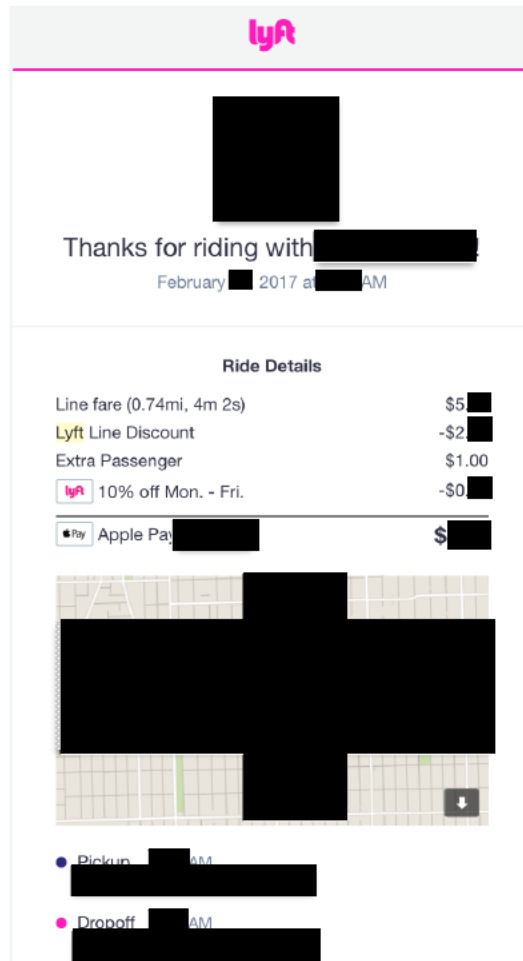 lyft
Thanks for riding with !
February 2017 at AM
Ride Details
Line fare (0.74mi, 4m 2s) $5.
Lyft Line Discount -$2.
Extra Passenger $1.00
lyft 10% off Mon. - Fri. -$0.
Pay Apple Pay $
Pickup AM
Dropoff AM